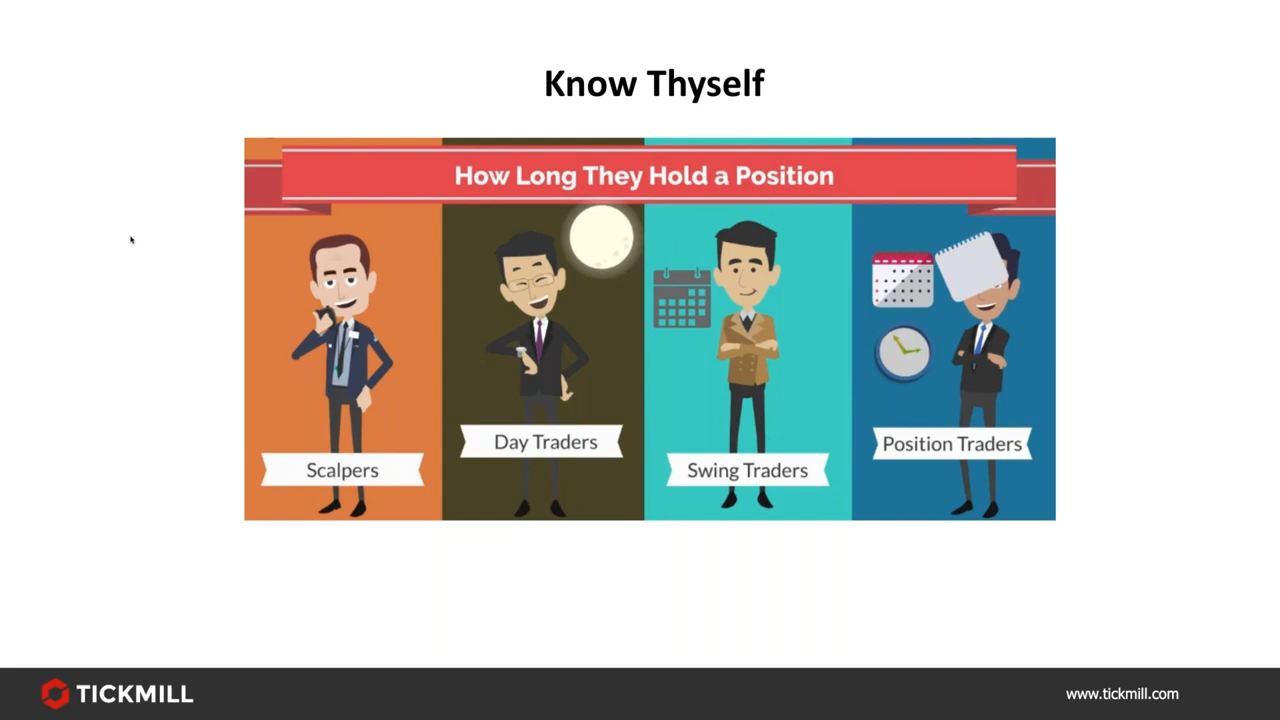 Know Thyself
How Long They Hold a Position
Scalpers
Day Traders
Swing Traders
Position Traders
TICKMILL
www.tickmill.com